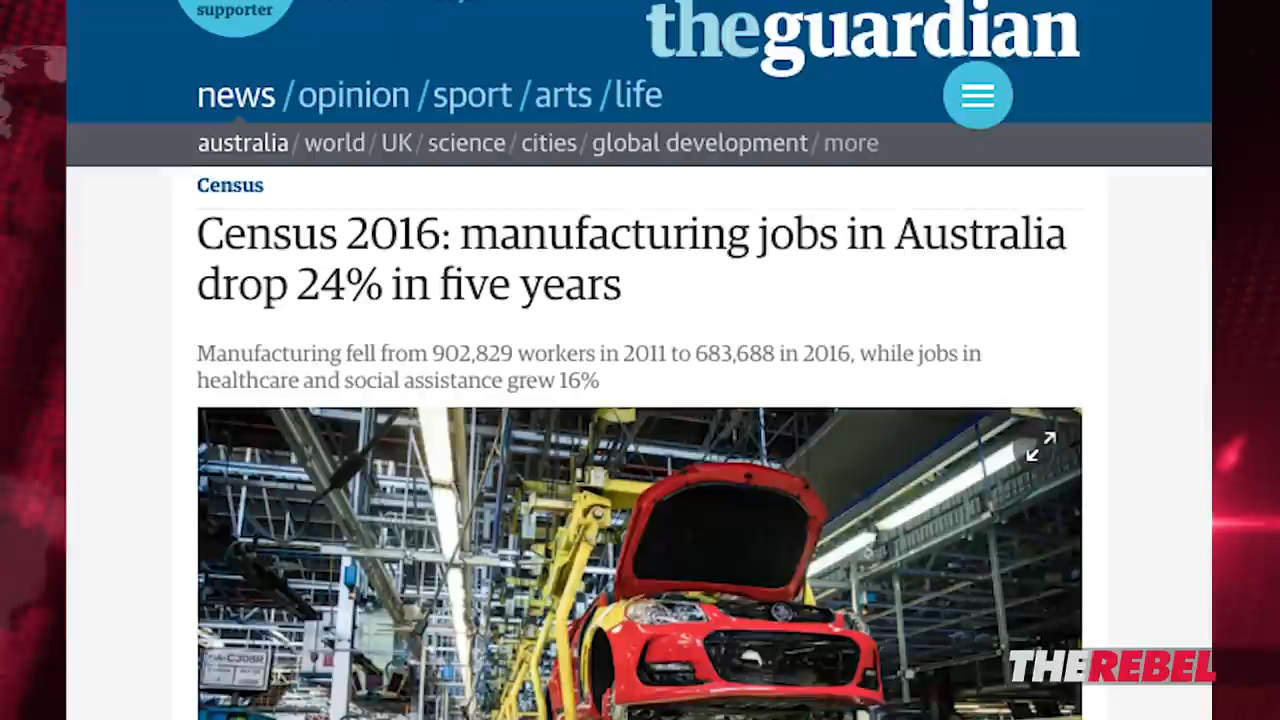 supporter
theguardian
news / opinion / sport / arts / life
australia / world / UK / science / cities / global development / more
Census
Census 2016: manufacturing jobs in Australia
drop 24% in five years
Manufacturing fell from 902,829 workers in 2011 to 683,688 in 2016, while jobs in
healthcare and social assistance grew 16%
THEREBEL